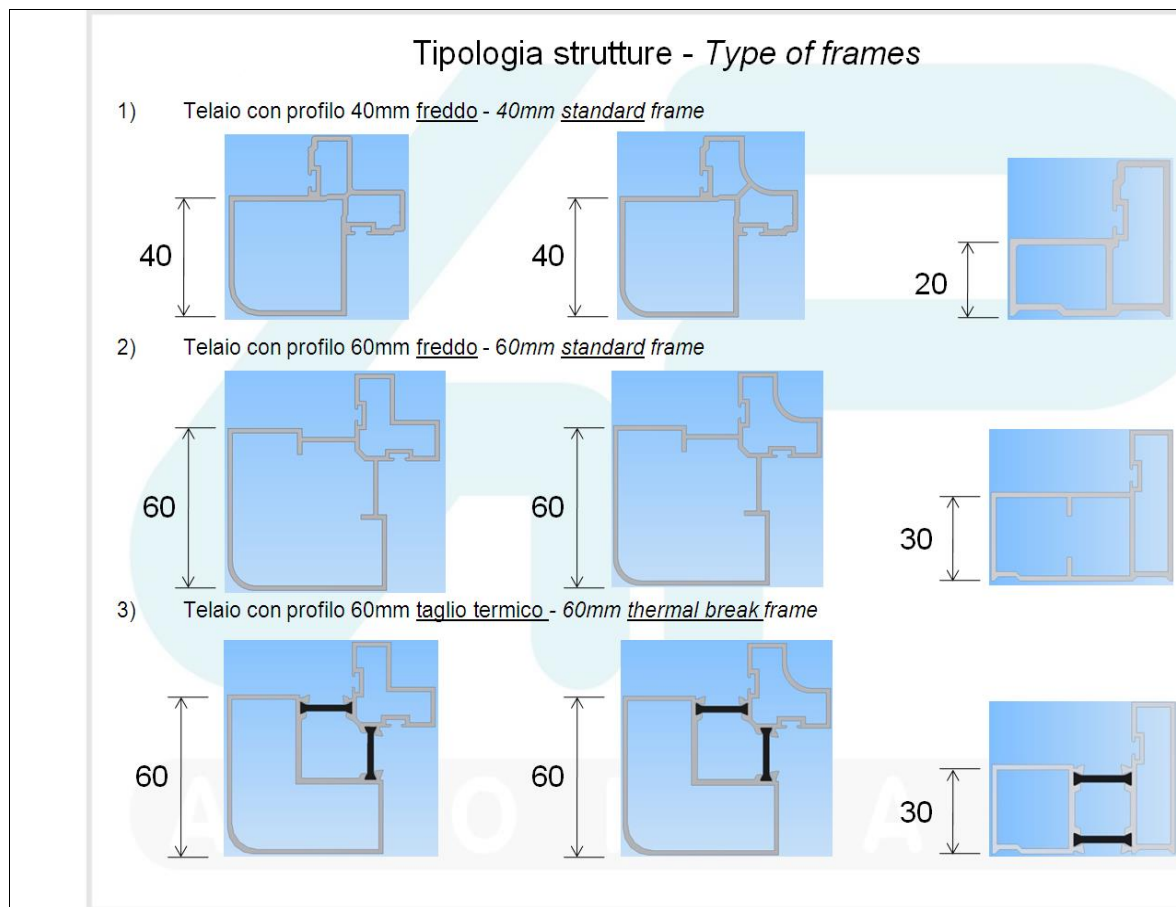 Tipologia strutture - Type of frames
1) Telaio con profilo 40mm freddo - 40mm standard frame
40
40
20
2) Telaio con profilo 60mm freddo - 60mm standard frame
60
60
30
3) Telaio con profilo 60mm taglio termico - 60mm thermal break frame
60
60
30